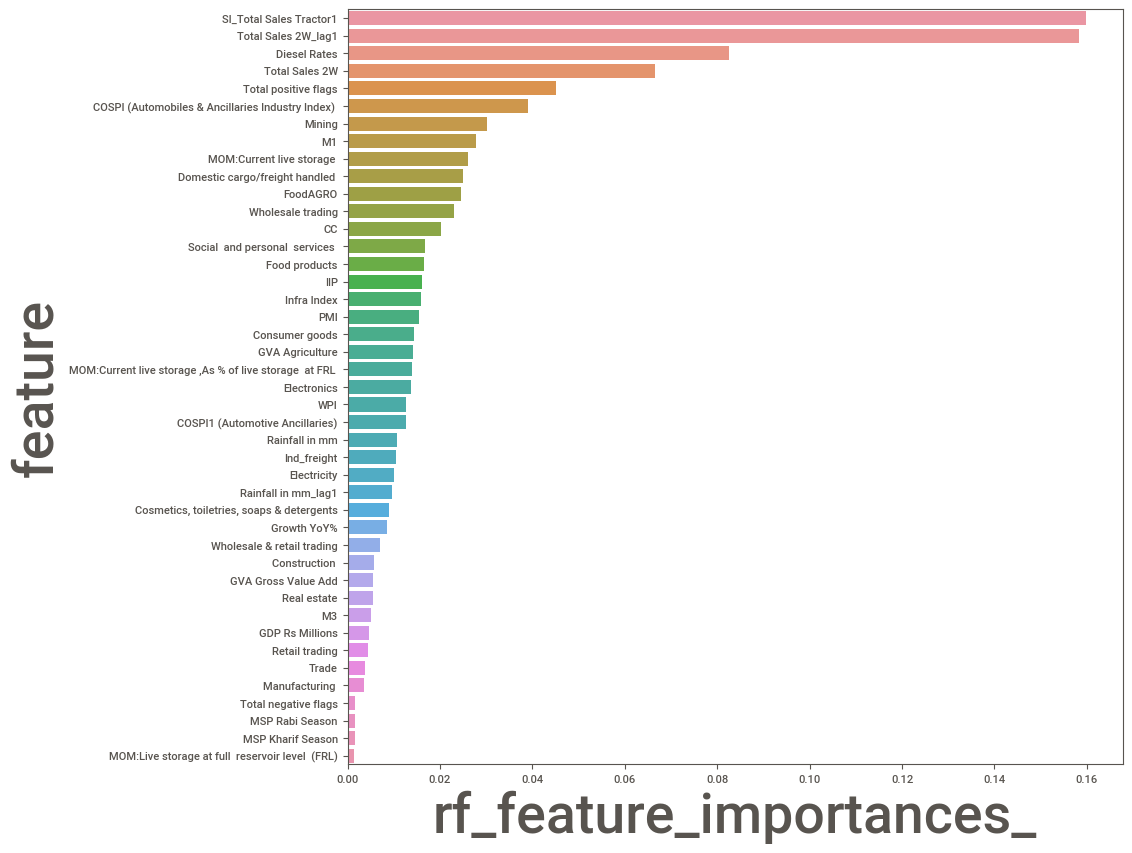 SI_Total Sales Tractor1
Total Sales 2W_lag1
Diesel Rates
Total Sales 2W
Total positive flags
COSPI (Automobiles & Ancillaries Industry Index)
Mining
M1
MOM:Current live storage
Domestic cargo/freight handled
FoodAGRO
Wholesale trading
CC
Social and personal services
Food products
IIP
Infra Index
PMI
Consumer goods
GVA Agriculture
MOM:Current live storage ,As % of live storage at FRL
Electronics
WPI
COSPI1 (Automotive Ancillaries)
Rainfall in mm
Ind_freight
Electricity
Rainfall in mm_lag1
Cosmetics, toiletries, soaps & detergents
Growth YoY%
Wholesale & retail trading
Construction
GVA Gross Value Add
Real estate
M3
GDP Rs Millions
Retail trading
Trade
Manufacturing
Total negative flags
MSP Rabi Season
MSP Kharif Season
MOM:Live storage at full reservoir level (FRL)
feature
0.00 0.02 0.04 0.06 0.08 0.10 0.12 0.14 0.16
rf_feature_importances_